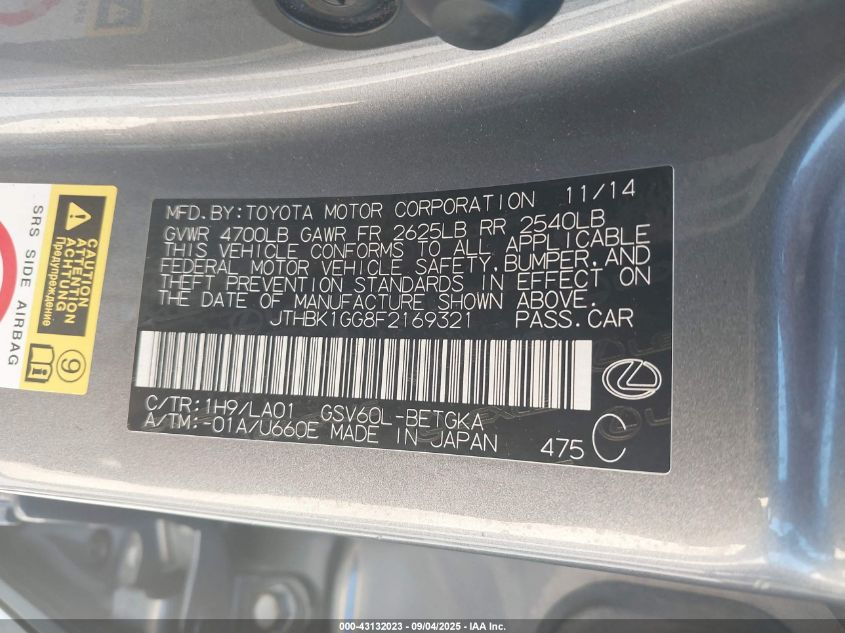 MFD.BY:TOYOTA MOTOR CORPORATION 11/14
GVWR 4700LB GAWR FR 2625LB RR 2540LB
THIS VEHICLE CONFORMS TO ALL APPLICABLE
FEDERAL MOTOR VEHICLE SAFETY,BUMPER,AND
THEFT PREVENTION STANDARDS IN EFFECT ON
THE DATE OF MANUFACTURE SHOWN ABOVE.
JTHBK1GG8F2169321 PASS.CAR
C/TR:1H9/LA01 GSV60L-BETGKA
A/TM:-01A/U660E MADE IN JAPAN
475 C
SRS SIDE AIRBAG
CAUTION
ATTENTION
ACHTUNG
Предупреждение
9
000-43132023 - 09/04/2025 - IAA Inc.